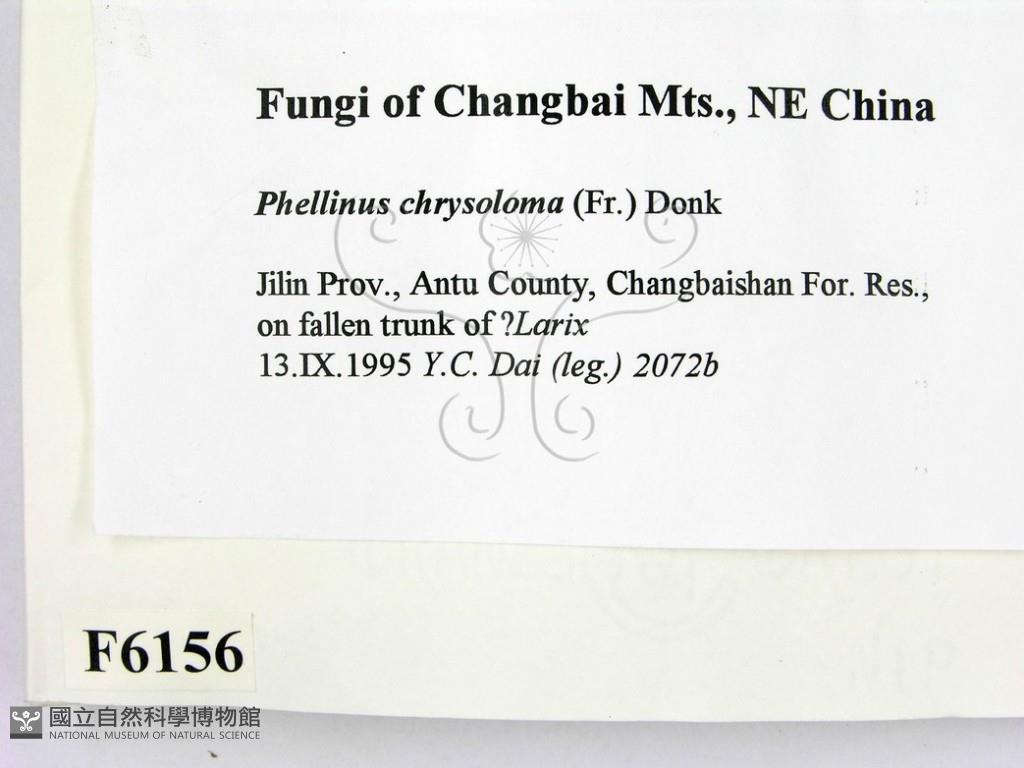 Fungi of Changbai Mts., NE China
Phellinus chrysoloma (Fr.) Donk
Jilin Prov., Antu County, Changbaishan For. Res.,
on fallen trunk of ?Larix
13.IX.1995 Y.C. Dai (leg.) 2072b
F6156
國立自然科學博物館
NATIONAL MUSEUM OF NATURAL SCIENCE